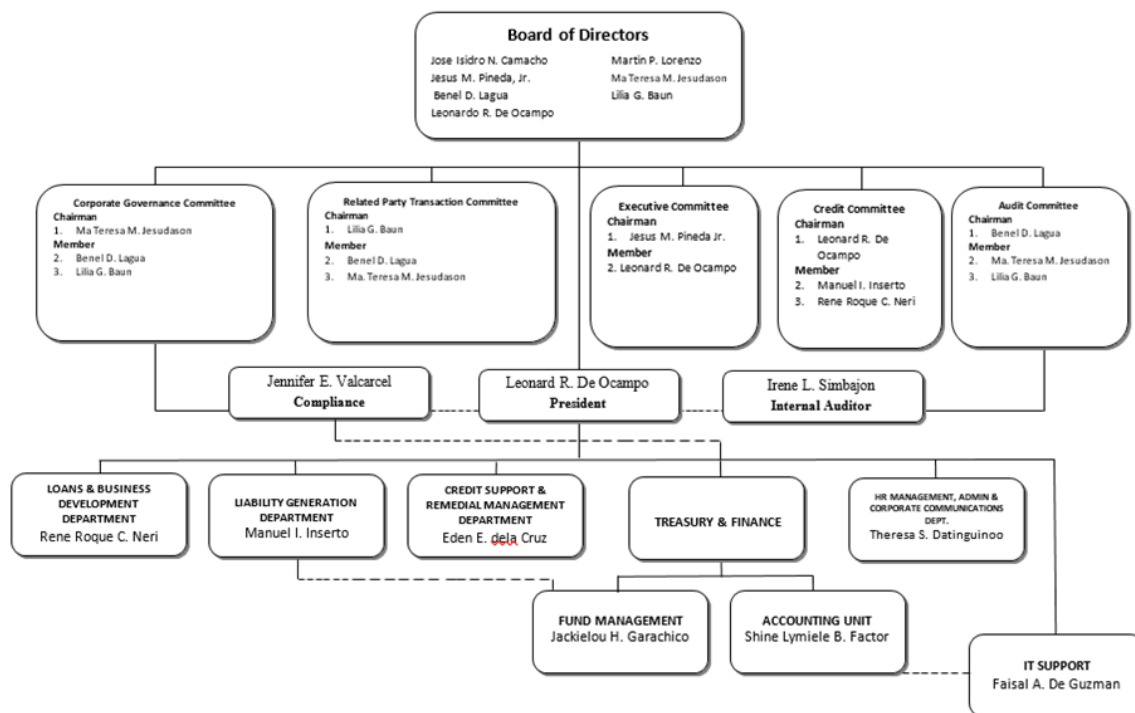 Board of Directors
Jose Isidro N. Camacho
Jesus M. Pineda, Jr.
Benel D. Lagua
Leonardo R. De Ocampo
Martin P. Lorenzo
Ma Teresa M. Jesudason
Lilia G. Baun
Corporate Governance Committee
Chairman
1. Ma Teresa M. Jesudason
Member
2. Benel D. Lagua
3. Lilia G. Baun
Related Party Transaction Committee
Chairman
1. Lilia G. Baun
Member
2. Benel D. Lagua
3. Ma. Teresa M. Jesudason
Executive Committee
Chairman
1. Jesus M. Pineda Jr.
Member
2. Leonard R. De Ocampo
Credit Committee
Chairman
1. Leonard R. De
Ocampo
Member
2. Manuel I. Inserto
3. Rene Roque C. Neri
Audit Committee
Chairman
1. Benel D. Lagua
Member
2. Ma. Teresa M. Jesudason
3. Lilia G. Baun
Jennifer E. Valcarcel
Compliance
Leonard R. De Ocampo
President
Irene L. Simbajon
Internal Auditor
LOANS & BUSINESS
DEVELOPMENT
DEPARTMENT
Rene Roque C. Neri
LIABILITY GENERATION
DEPARTMENT
Manuel I. Inserto
CREDIT SUPPORT &
REMEDIAL MANAGEMENT
DEPARTMENT
Eden E. dela Cruz
TREASURY & FINANCE
HR MANAGEMENT, ADMIN &
CORPORATE COMMUNICATIONS
DEPT.
Theresa S. Datinguinoo
FUND MANAGEMENT
Jackielou H. Garachico
ACCOUNTING UNIT
Shine Lymiele B. Factor
IT SUPPORT
Faisal A. De Guzman